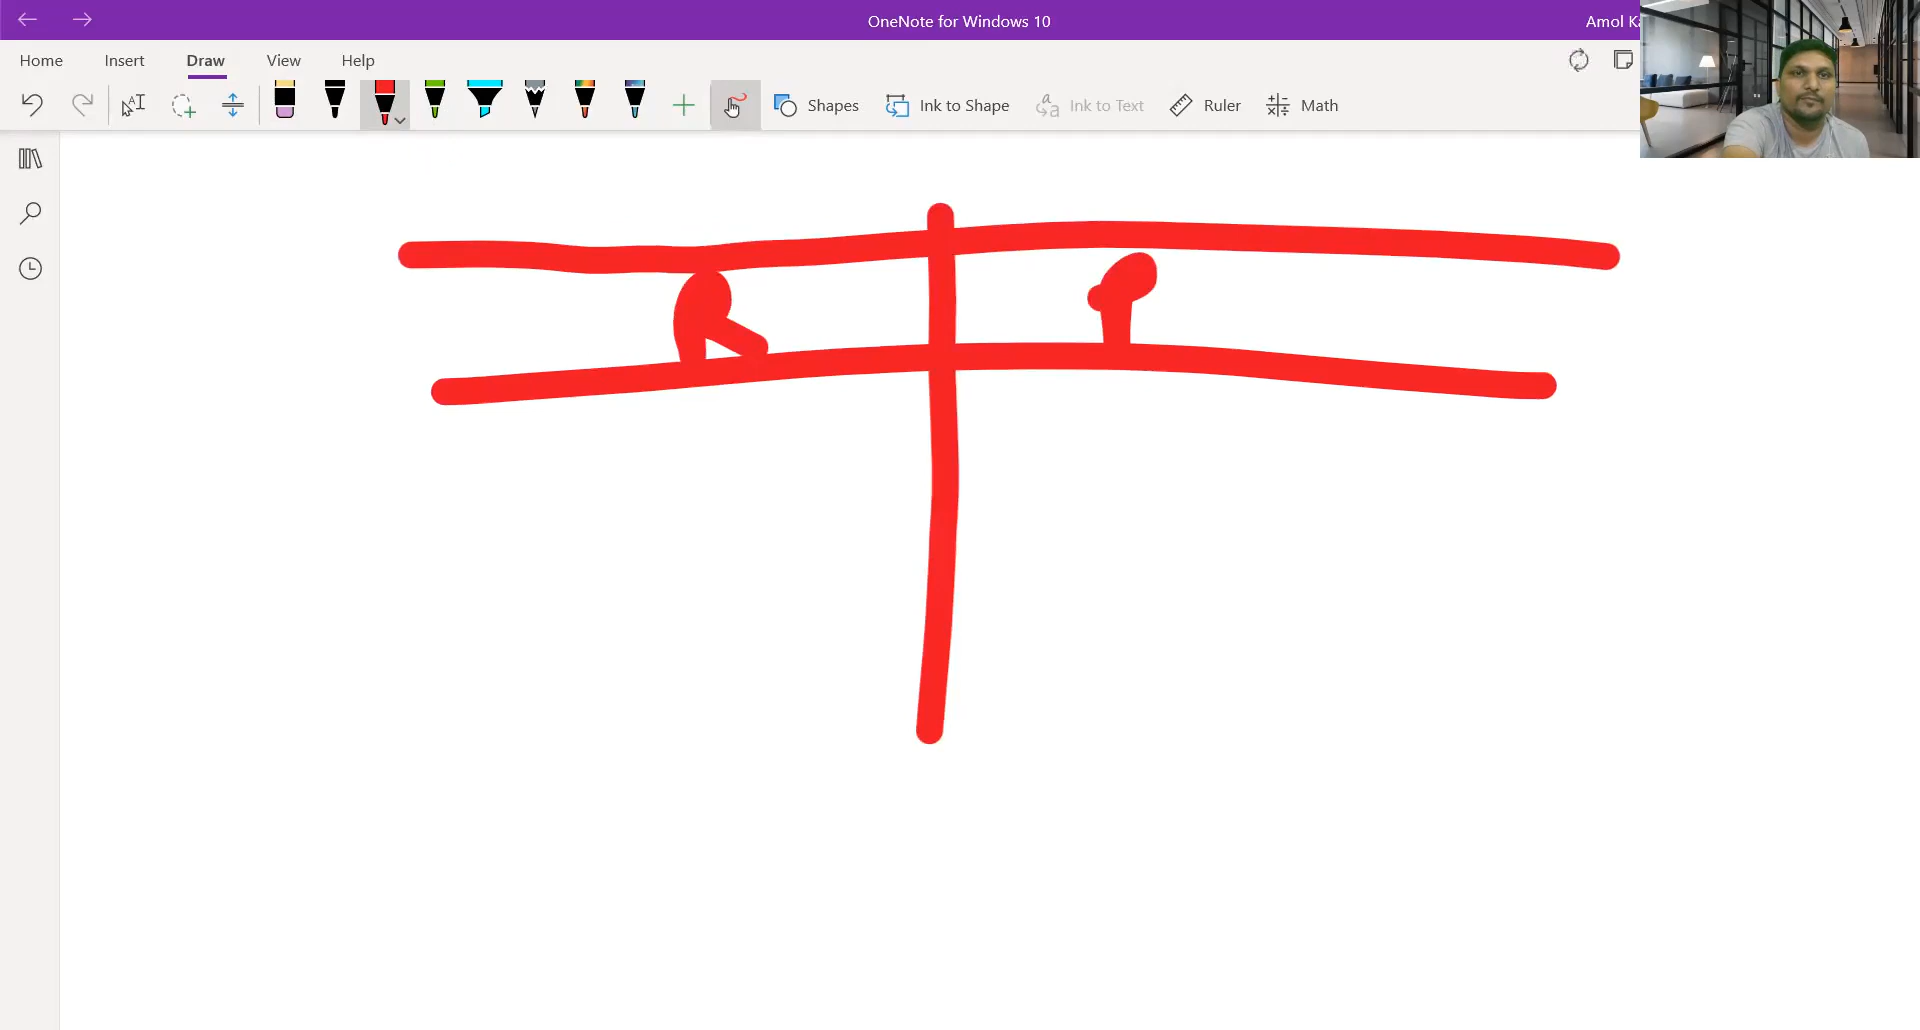 OneNote for Windows 10
Amol
Home Insert Draw View Help
Shapes Ink to Shape Ink to Text Ruler Math
R P